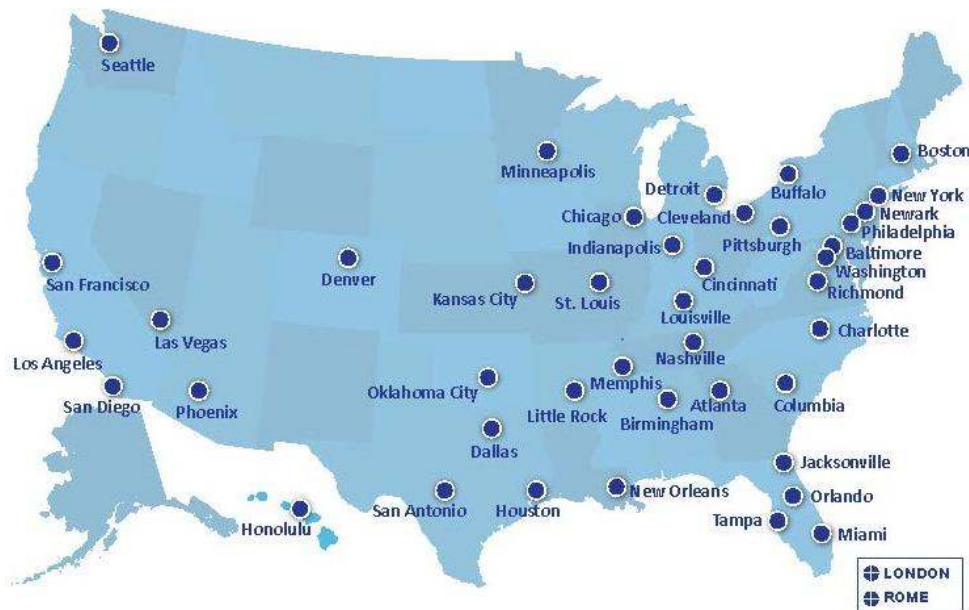 Seattle
Minneapolis
Boston
Buffalo
Detroit
New York
Chicago
Cleveland
Newark
Philadelphia
Pittsburgh
Indianapolis
Baltimore
Washington
Denver
Cincinnati
Richmond
San Francisco
Kansas City
St. Louis
Louisville
Charlotte
Las Vegas
Nashville
Los Angeles
Memphis
Oklahoma City
San Diego
Phoenix
Little Rock
Birmingham
Atlanta
Columbia
Dallas
Jacksonville
New Orleans
Orlando
San Antonio
Houston
Tampa
Honolulu
Miami
LONDON
ROME